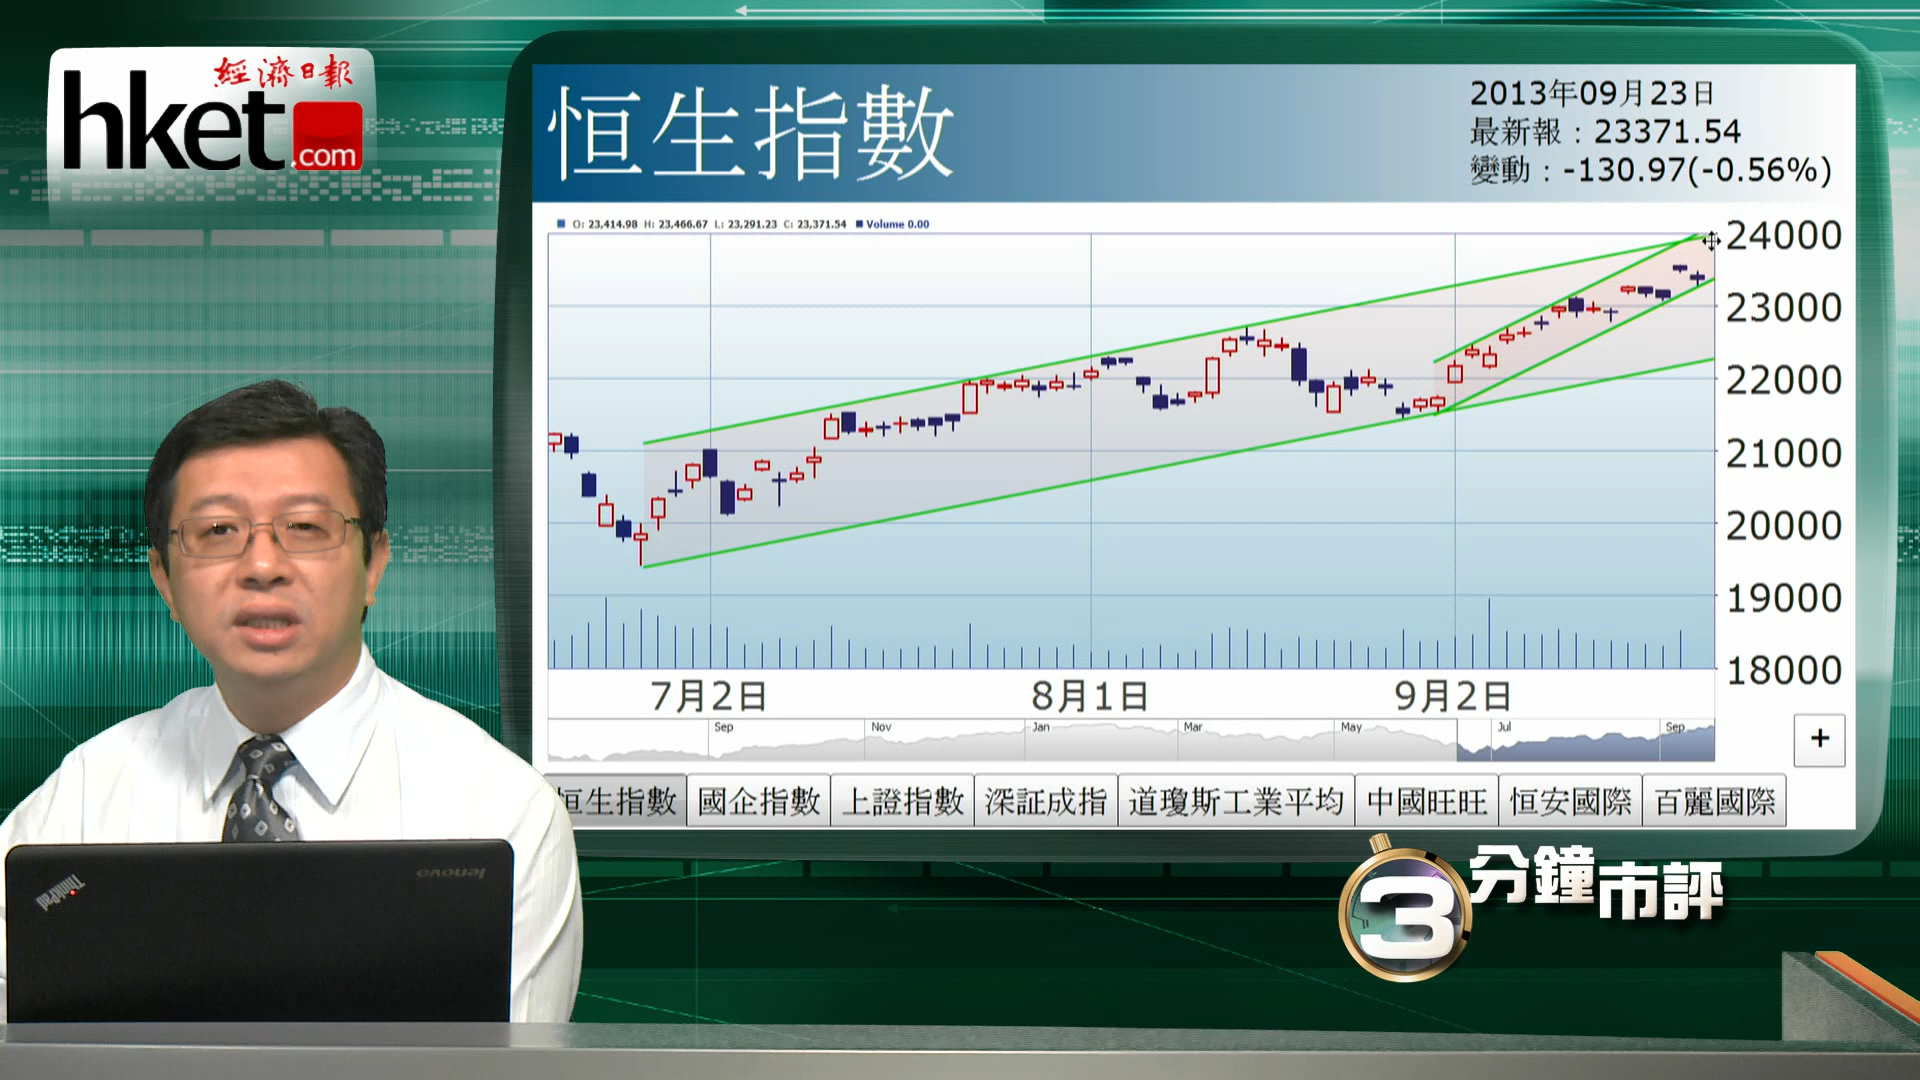 經濟日報
hket.com
恒生指數
2013年09月23日
最新報：23371.54
變動：-130.97(-0.56%)
O: 23,414.98 H: 23,466.67 L: 23,291.23 C: 23,371.54 Volume 0.00
24000
23000
22000
21000
20000
19000
18000
7月2日 8月1日 9月2日
Sep Nov Jan Mar May Jul Sep
+
恒生指數 國企指數 上證指數 深証成指 道瓊斯工業平均 中國旺旺 恒安國際 百麗國際
3分鐘市評
ThinkPad
lenovo